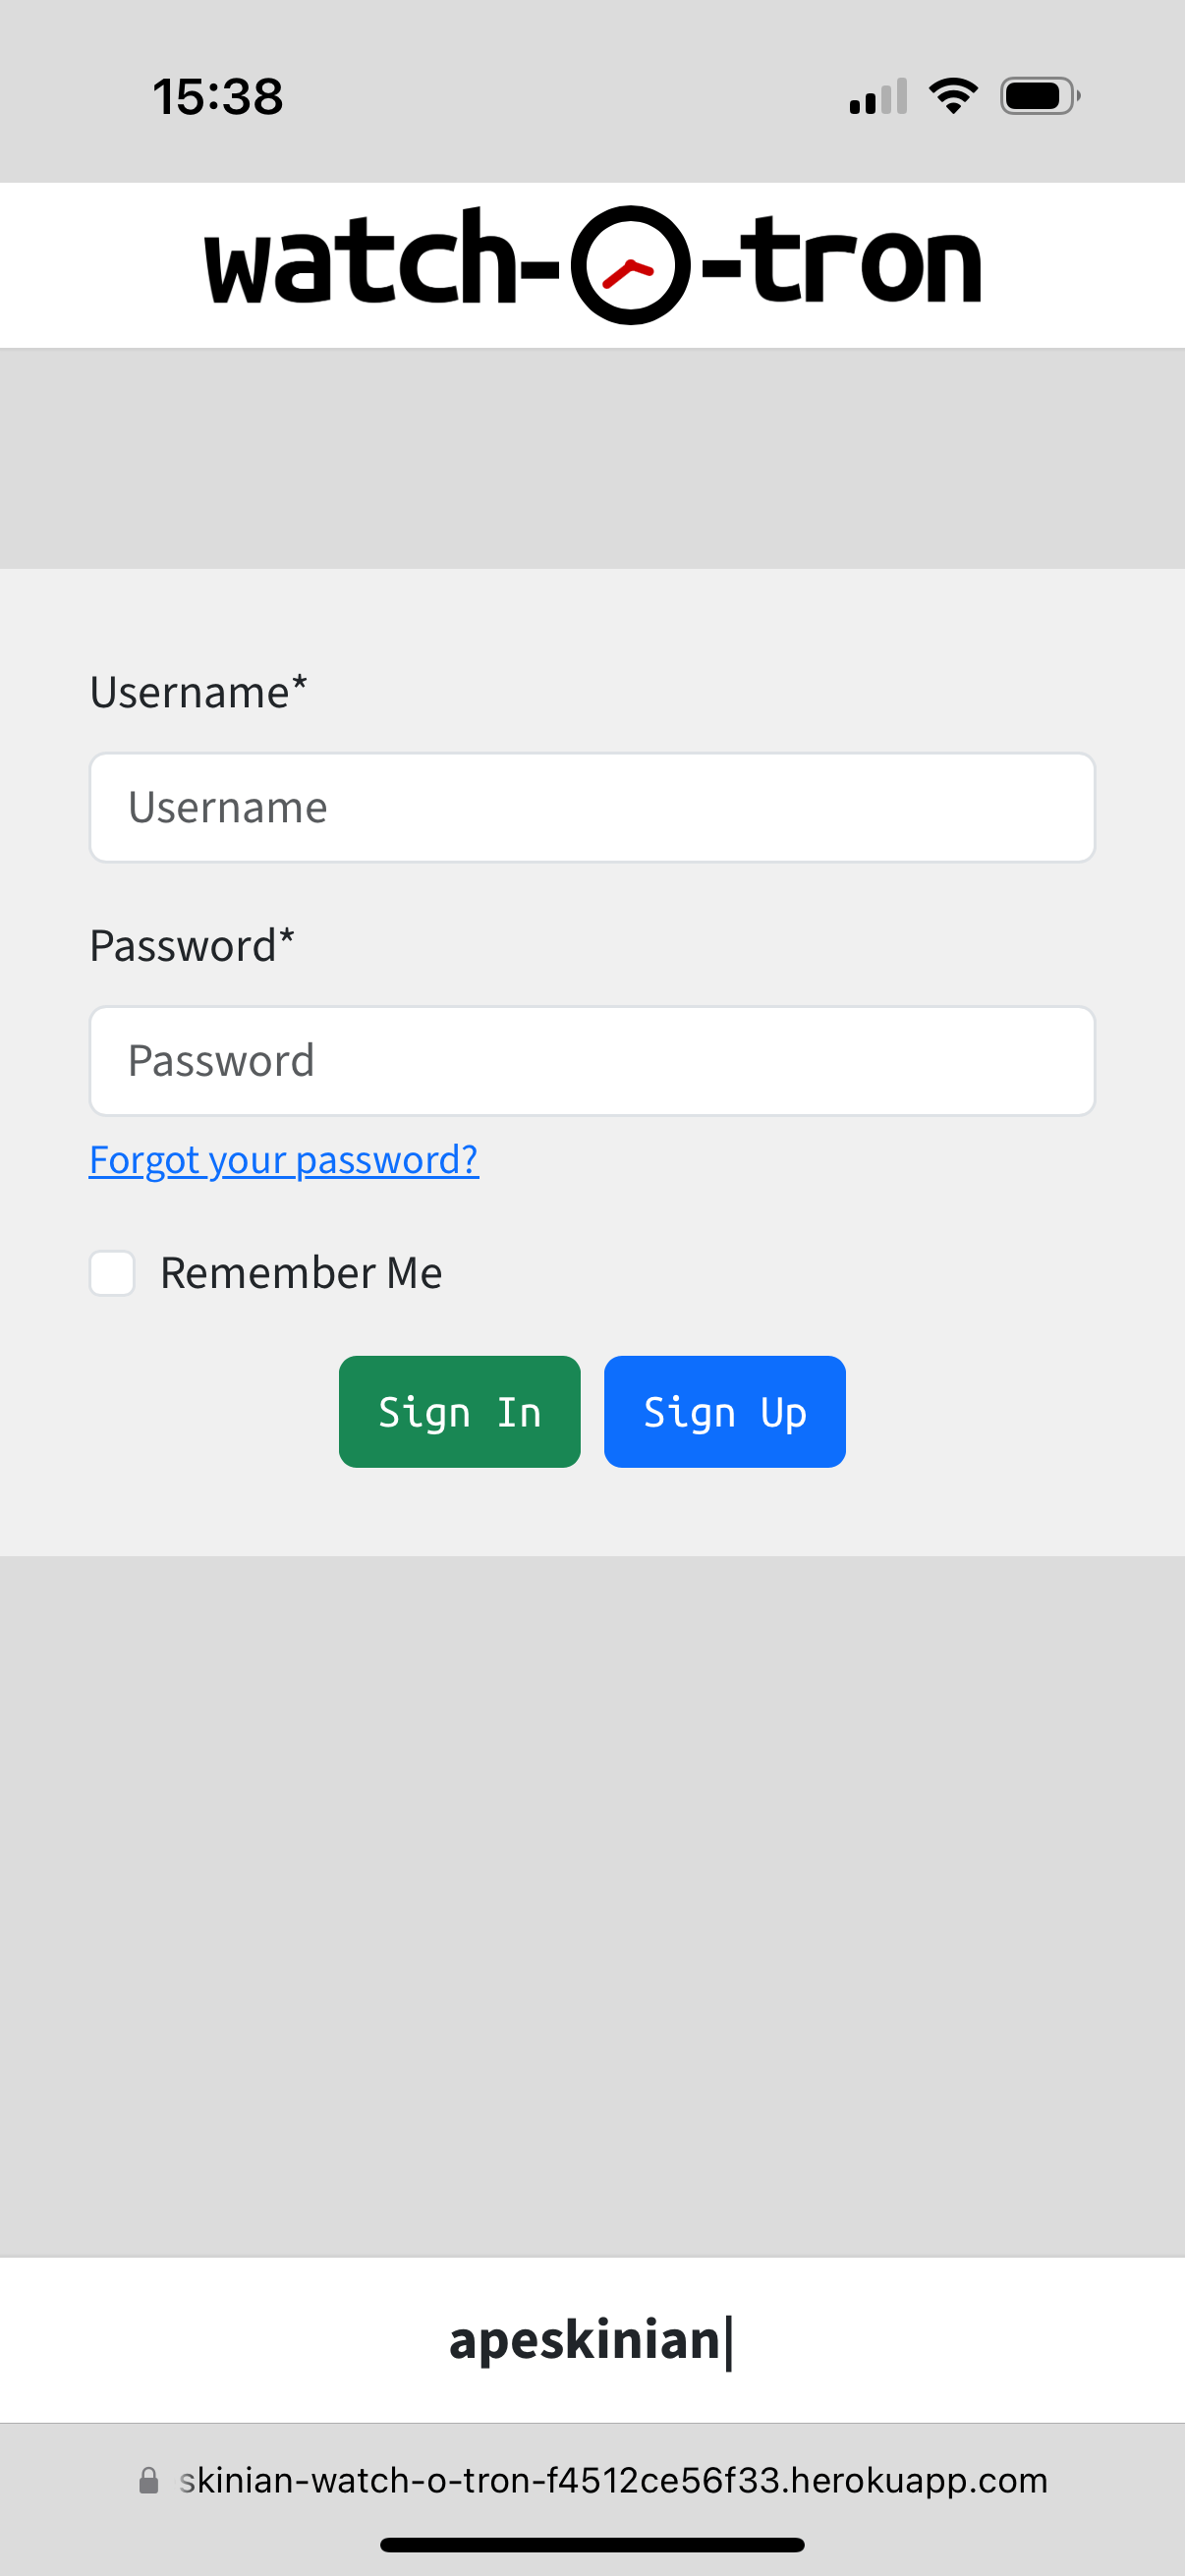 15:38
watch-O-tron
Username*
Username
Password*
Password
Forgot your password?
Remember Me
Sign In Sign Up
apeskinian|
skinian-watch-o-tron-f4512ce56f33.herokuapp.com